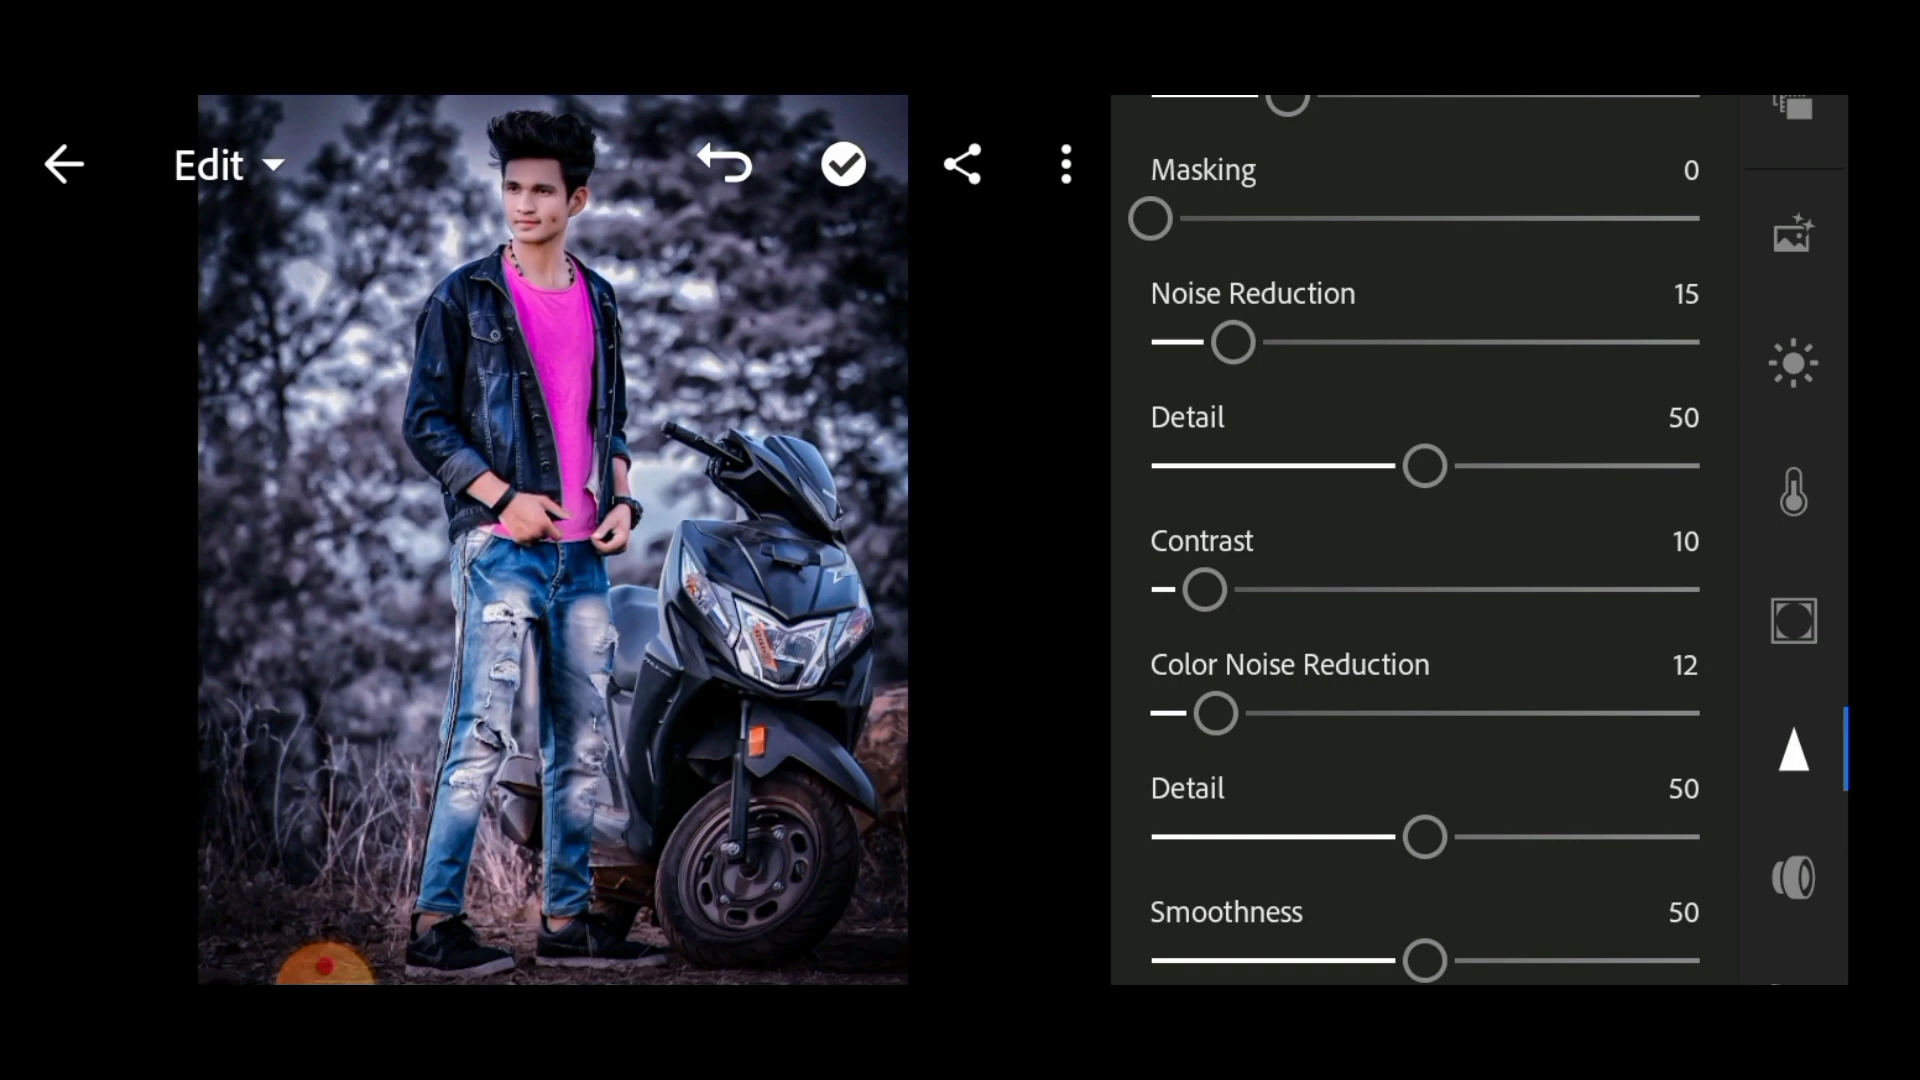 Edit
Masking 0
Noise Reduction 15
Detail 50
Contrast 10
Color Noise Reduction 12
Detail 50
Smoothness 50